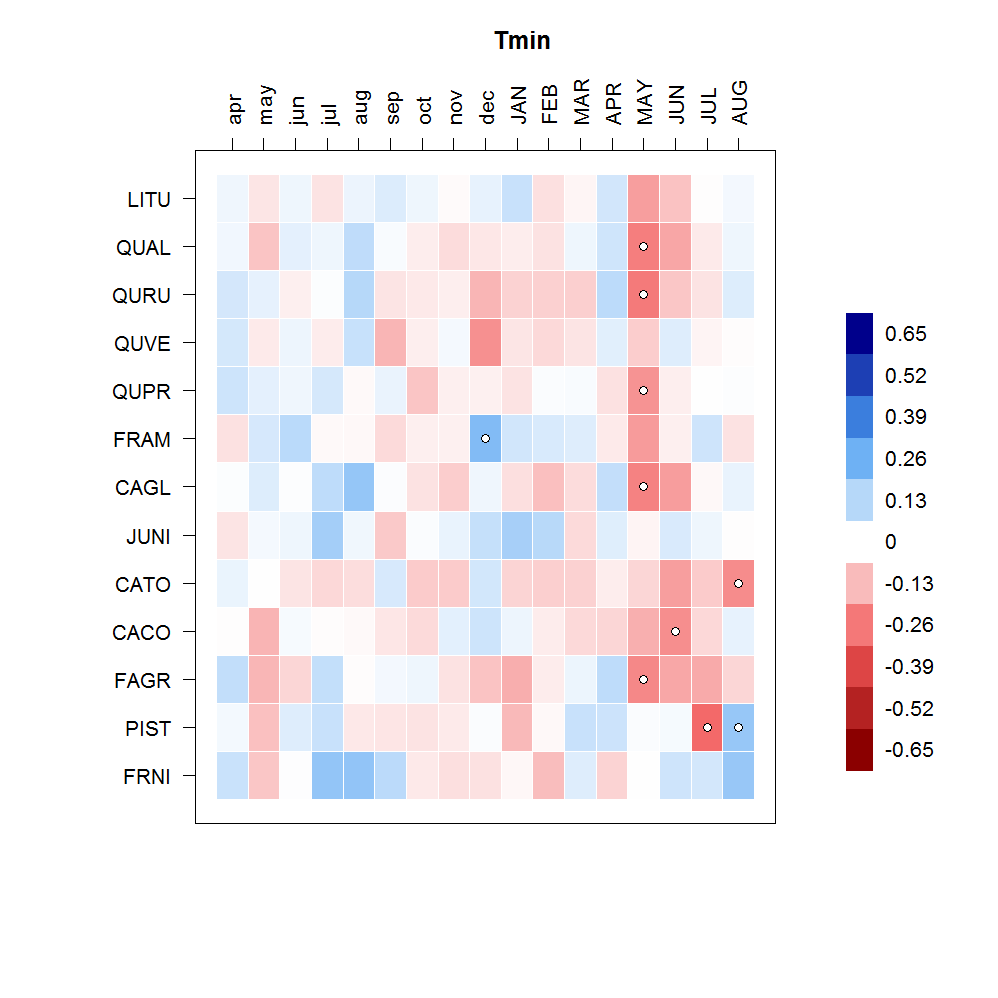 Tmin
apr may jun jul aug sep oct nov dec JAN FEB MAR APR MAY JUN JUL AUG
LITU
QUAL
QURU
QUVE
QUPR
FRAM
CAGL
JUNI
CATO
CACO
FAGR
PIST
FRNI
0.65
0.52
0.39
0.26
0.13
0
-0.13
-0.26
-0.39
-0.52
-0.65